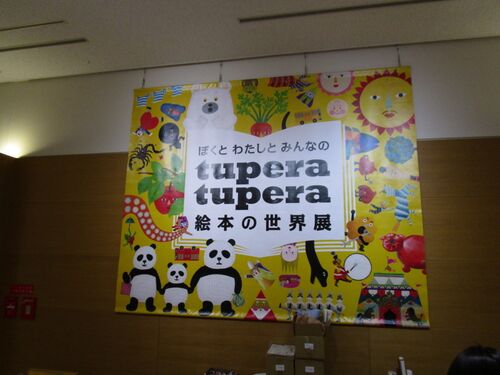 ぼくと わたしと みんなの
tupera
tupera
絵本の世界展